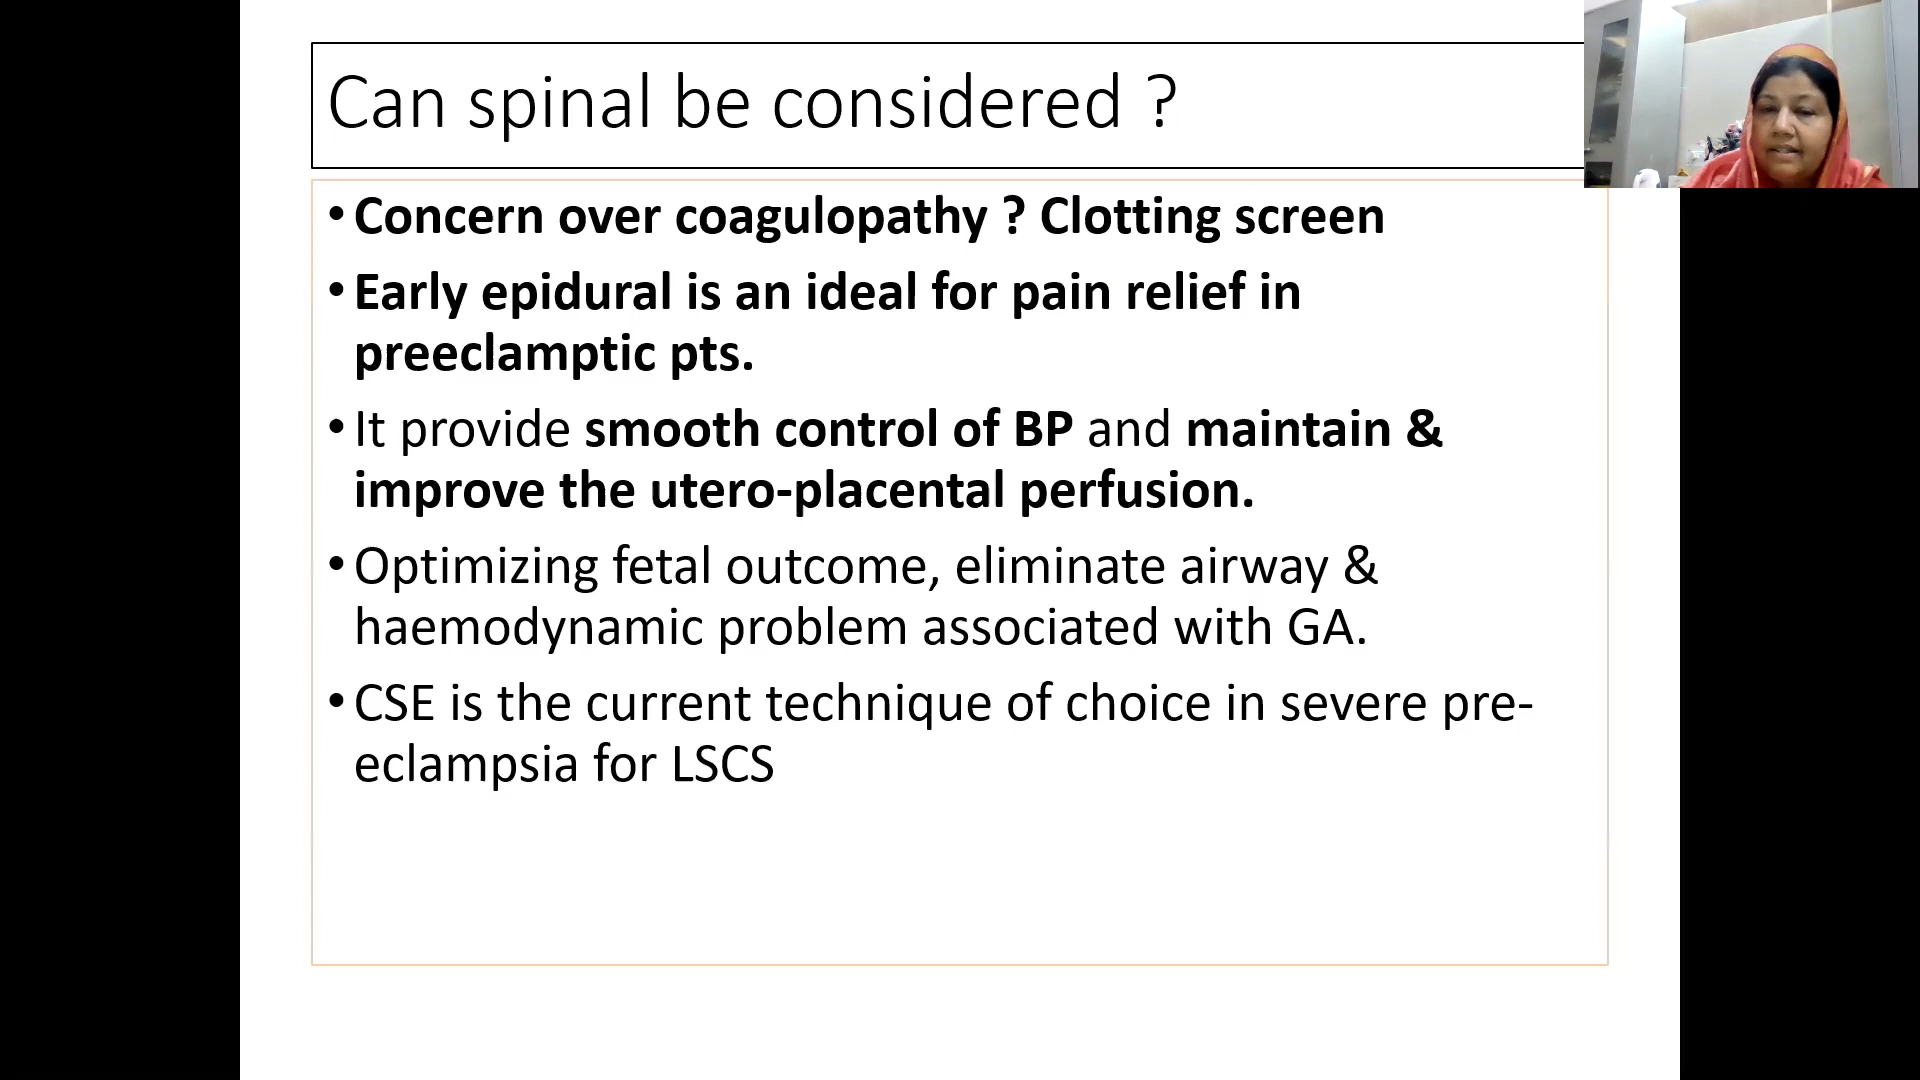 Can spinal be considered ?
• Concern over coagulopathy ? Clotting screen
• Early epidural is an ideal for pain relief in
preeclamptic pts.
• It provide smooth control of BP and maintain &
improve the utero-placental perfusion.
• Optimizing fetal outcome, eliminate airway &
haemodynamic problem associated with GA.
• CSE is the current technique of choice in severe pre-
eclampsia for LSCS